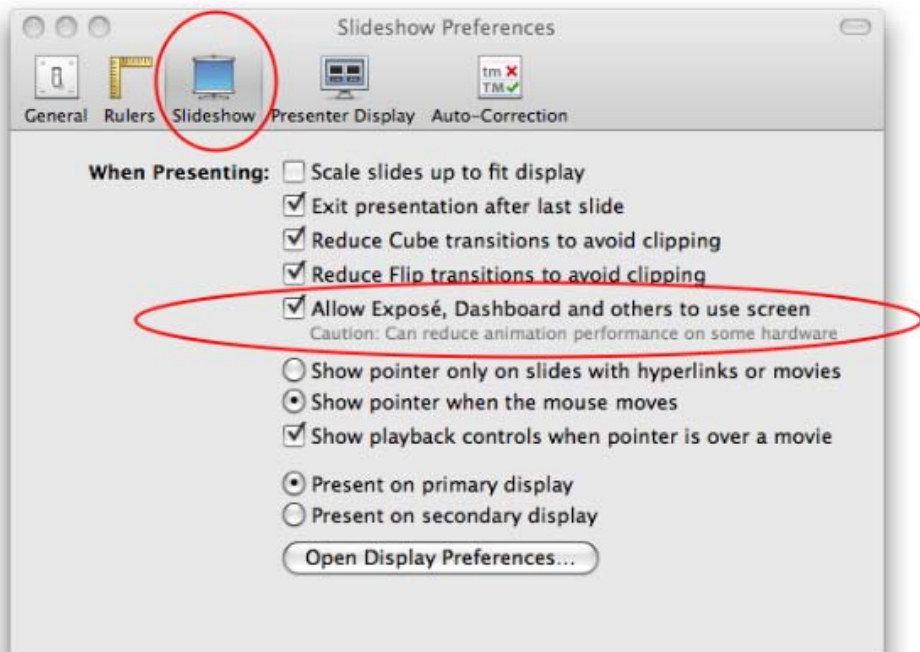 Slideshow Preferences
tm
TM
General Rulers Slideshow Presenter Display Auto-Correction
When Presenting: Scale slides up to fit display
Exit presentation after last slide
Reduce Cube transitions to avoid clipping
Reduce Flip transitions to avoid clipping
Allow Exposé, Dashboard and others to use screen
Caution: Can reduce animation performance on some hardware
Show pointer only on slides with hyperlinks or movies
Show pointer when the mouse moves
Show playback controls when pointer is over a movie
Present on primary display
Present on secondary display
Open Display Preferences...